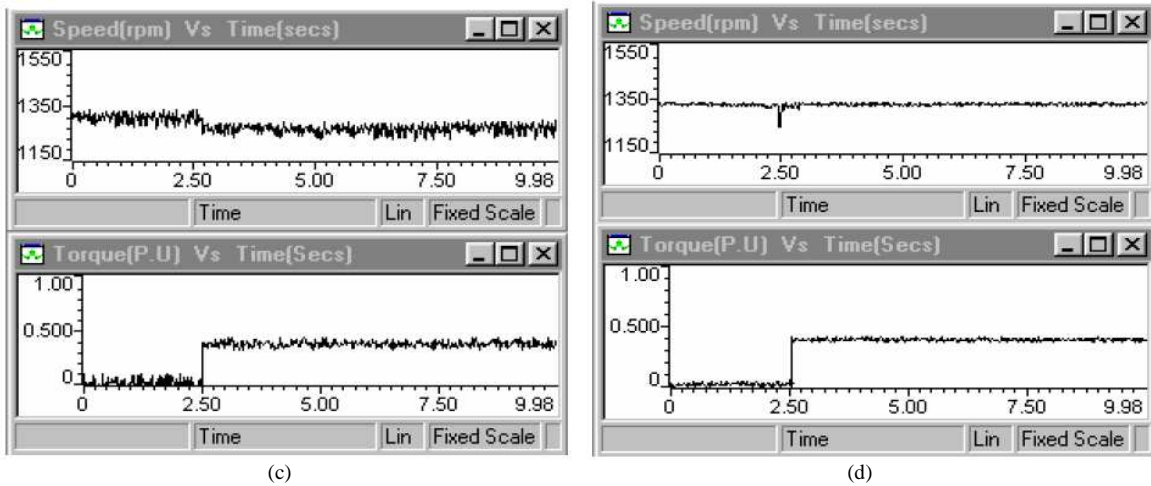 Speed(rpm) Vs Time(secs)
1550
1350
1150
0 2.50 5.00 7.50 9.98
Time Lin Fixed Scale
Torque(P.U) Vs Time(Secs)
1.00
0.500
0
0 2.50 5.00 7.50 9.98
Time Lin Fixed Scale
(c)
Speed(rpm) Vs Time(secs)
1550
1350
1150
0 2.50 5.00 7.50 9.98
Time Lin Fixed Scale
Torque(P.U) Vs Time(Secs)
1.00
0.500
0
0 2.50 5.00 7.50 9.98
Time Lin Fixed Scale
(d)